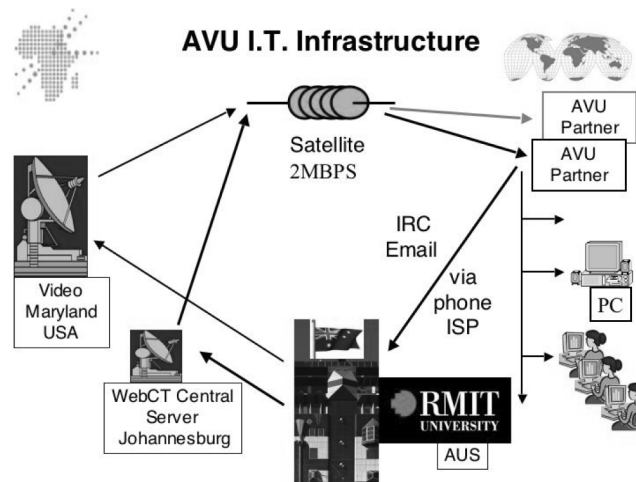 AVU I.T. Infrastructure
AVU
Partner
AVU
Partner
Satellite
2MBPS
IRC
Email
via
phone
ISP
Video
Maryland
USA
PC
WebCT Central
Server
Johannesburg
RMIT
UNIVERSITY
AUS